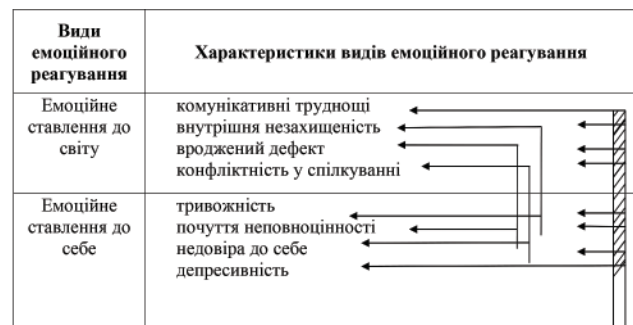 Види
емоційного
реагування
Характеристики видів емоційного реагування
Емоційне
ставлення до
світу
комунікативні труднощі
внутрішня незахищеність
вроджений дефект
конфліктність у спілкуванні
Емоційне
ставлення до
себе
тривожність
почуття неповноцінності
недовіра до себе
депресивність